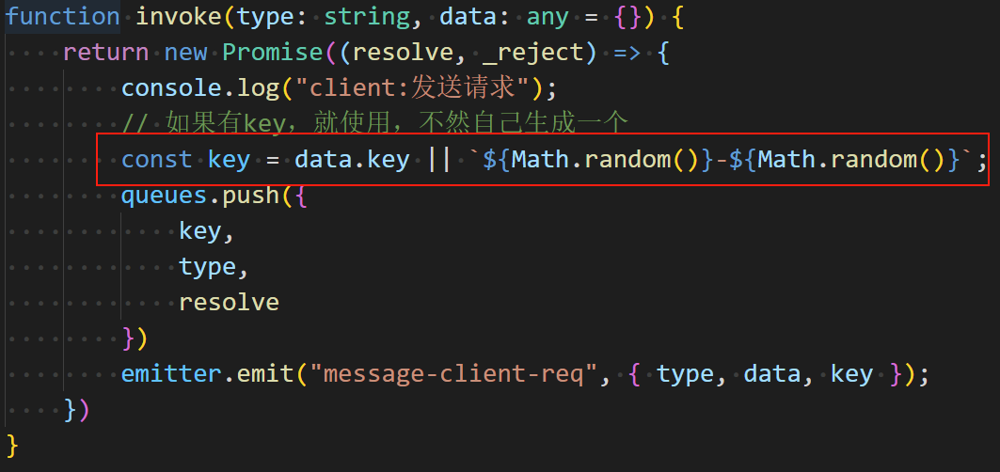 function invoke(type: string, data: any = {}) {
    return new Promise((resolve, _reject) => {
        console.log("client:发送请求");
        // 如果有key，就使用，不然自己生成一个
        const key = data.key || `${Math.random()}-${Math.random()}`;
        queues.push({
            key,
            type,
            resolve
        })
        emitter.emit("message-client-req", { type, data, key });
    })
}